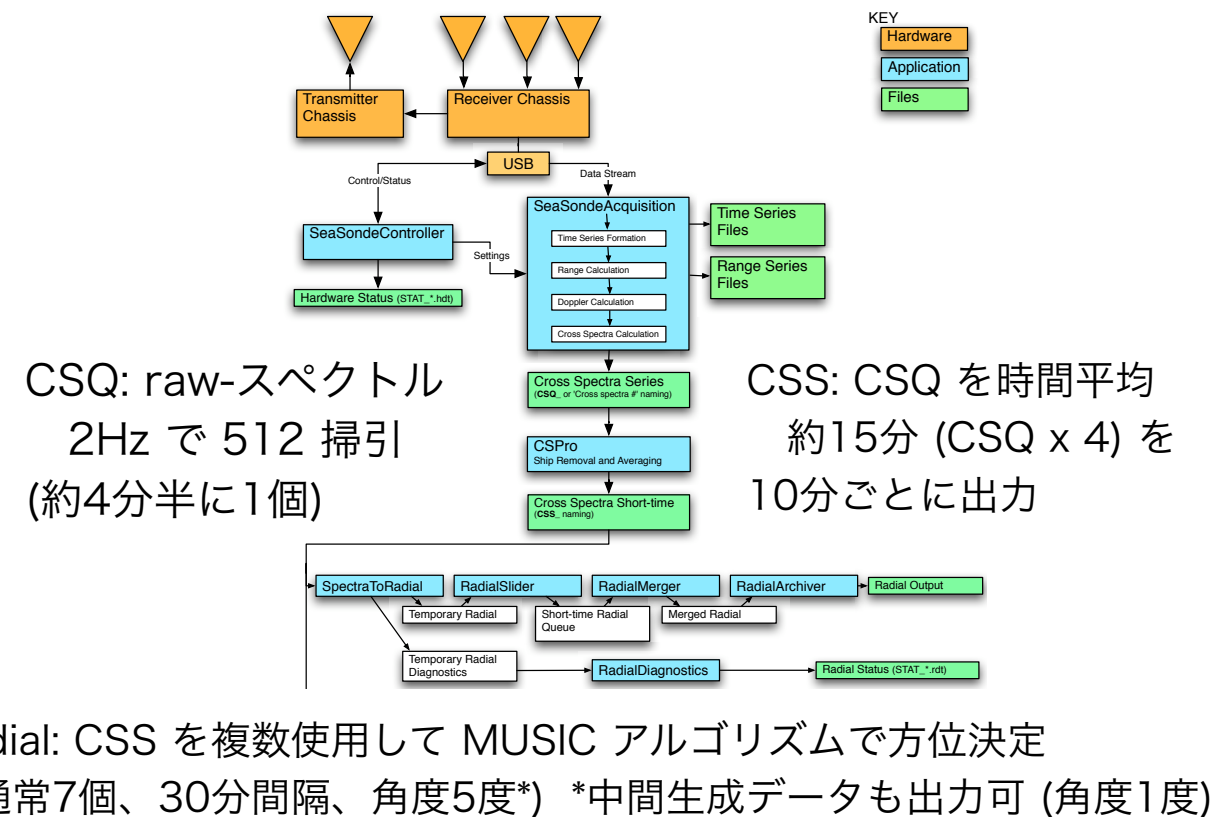 KEY
Hardware
Application
Files
Transmitter
Chassis
Receiver Chassis
USB
Control/Status
Data Stream
SeaSondeController
Settings
Hardware Status (STAT_*.hdt)
SeaSondeAcquisition
Time Series Formation
Range Calculation
Doppler Calculation
Cross Spectra Calculation
Time Series
Files
Range Series
Files
CSQ: raw-スペクトル
2Hz で 512 掃引
(約4分半に1個)
Cross Spectra Series
(CSQ_ or 'Cross spectra #' naming)
CSPro
Ship Removal and Averaging
Cross Spectra Short-time
(CSS_ naming)
CSS: CSQ を時間平均
約15分 (CSQ x 4) を
10分ごとに出力
SpectraToRadial
RadialSlider
RadialMerger
RadialArchiver
Radial Output
Temporary Radial
Short-time Radial
Queue
Merged Radial
Temporary Radial
Diagnostics
RadialDiagnostics
Radial Status (STAT_*.rdt)
dial: CSS を複数使用して MUSIC アルゴリズムで方位決定
通常7個、30分間隔、角度5度*) *中間生成データも出力可 (角度1度)